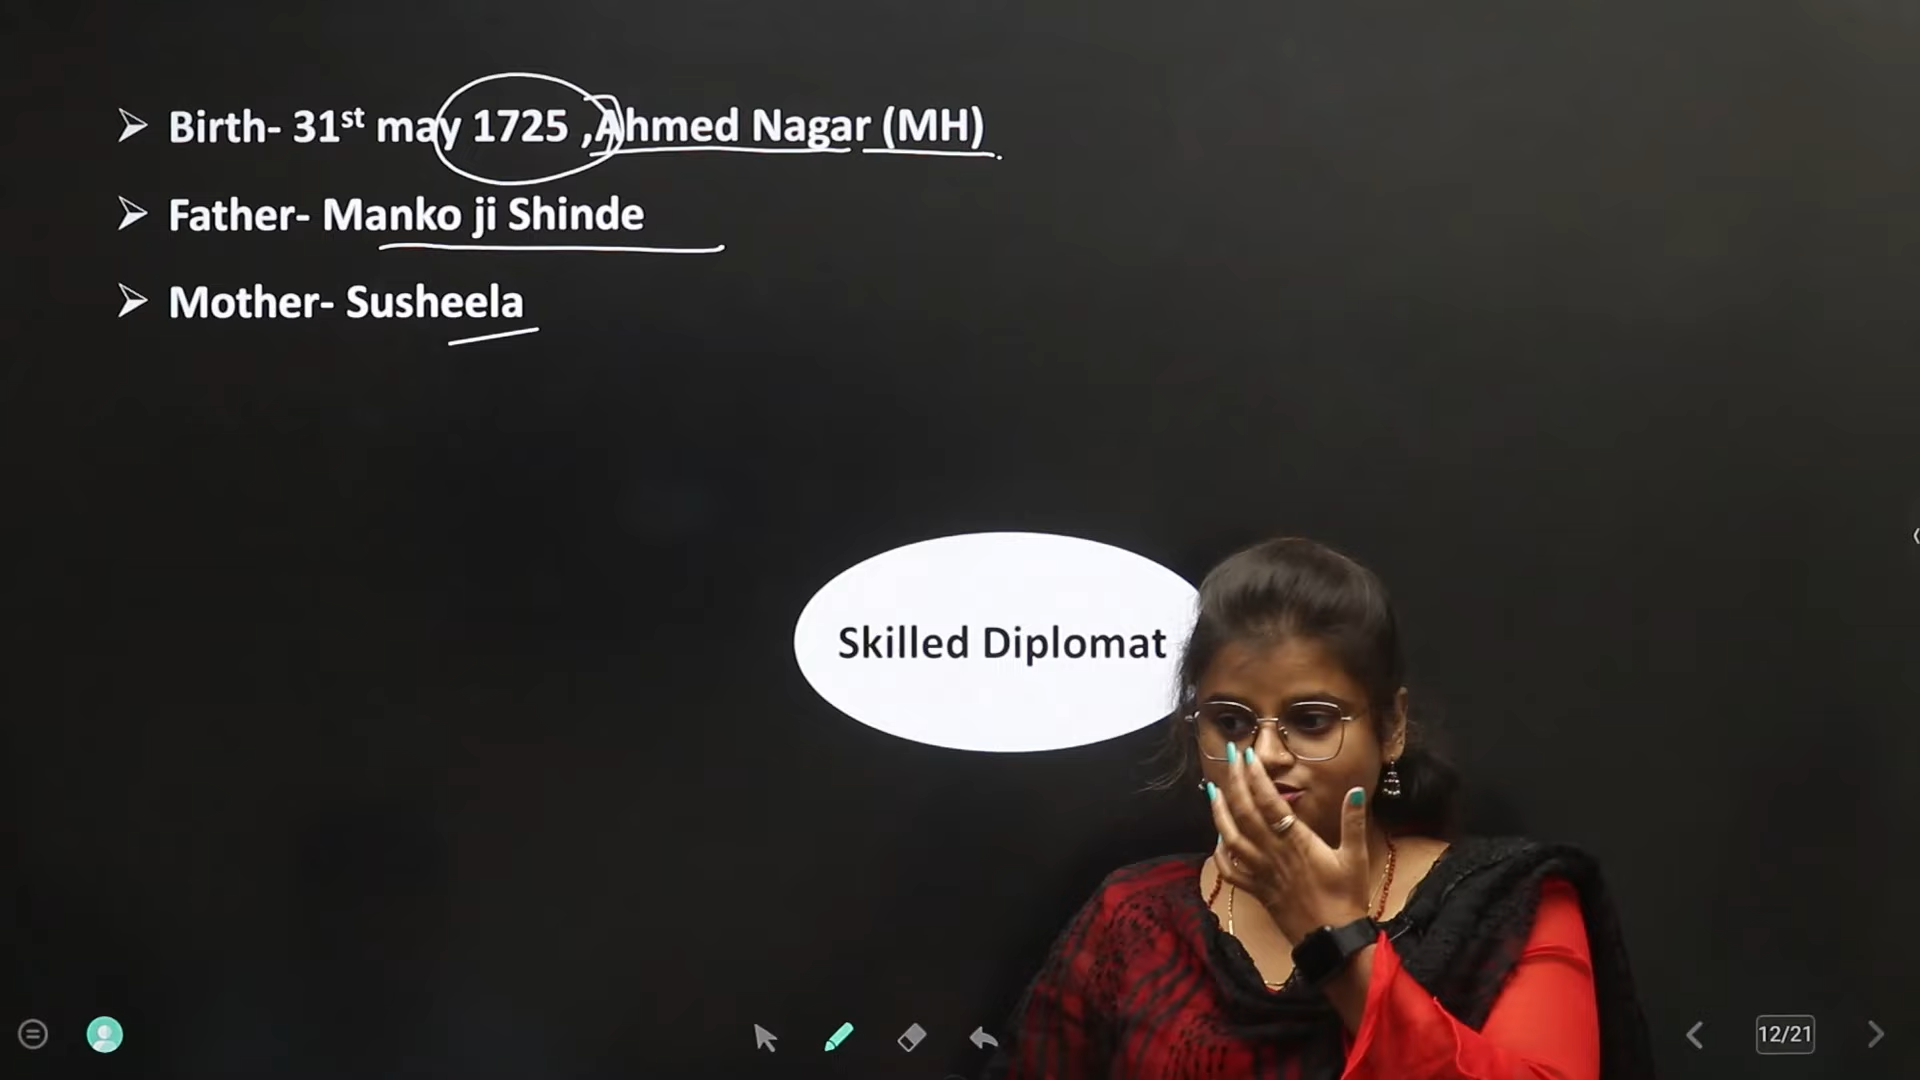 Birth- 31st may 1725 ,Ahmed Nagar (MH)
Father- Manko ji Shinde
Mother- Susheela
Skilled Diplomat
12/21